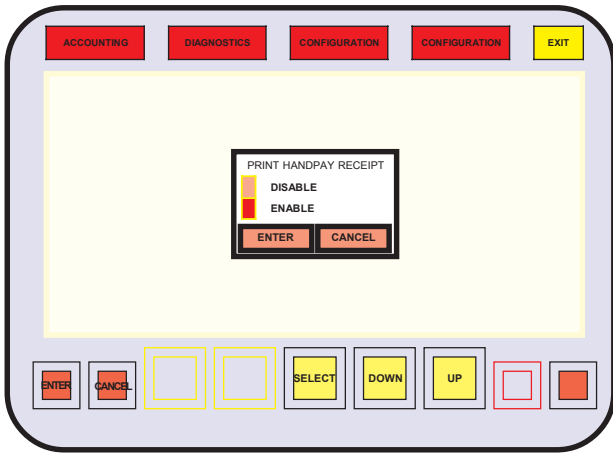 ACCOUNTING DIAGNOSTICS CONFIGURATION CONFIGURATION EXIT
PRINT HANDPAY RECEIPT
DISABLE
ENABLE
ENTER CANCEL
ENTER CANCEL SELECT DOWN UP